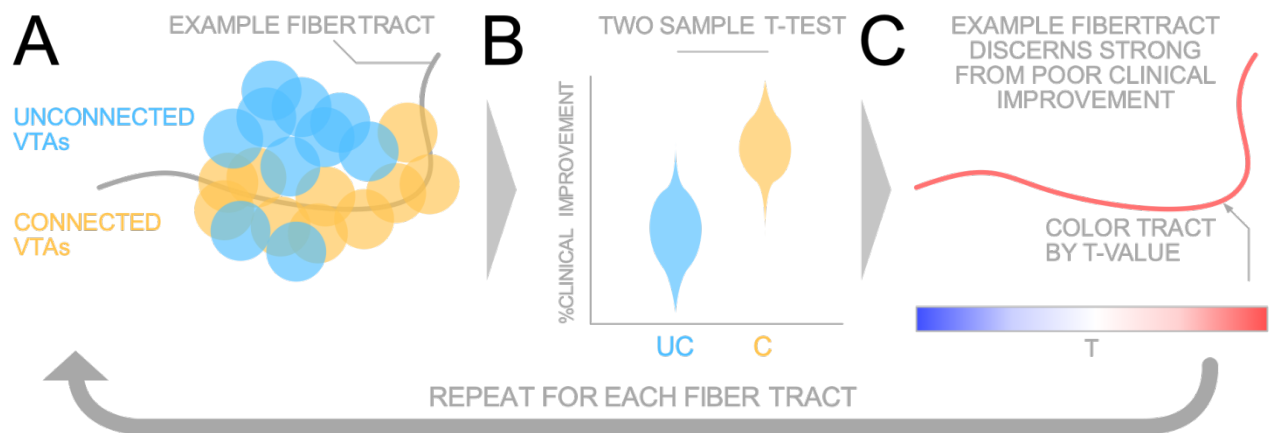 A
EXAMPLE FIBERTRACT
UNCONNECTED
VTAs
CONNECTED
VTAs
B
TWO SAMPLE T-TEST
%CLINICAL IMPROVEMENT
UC
C
C
EXAMPLE FIBERTRACT
DISCERNS STRONG
FROM POOR CLINICAL
IMPROVEMENT
COLOR TRACT
BY T-VALUE
T
REPEAT FOR EACH FIBER TRACT